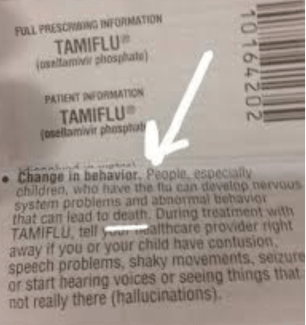 FULL PRESCRIBING INFORMATION
TAMIFLU®
(oseltamivir phosphate)
10164202
PATIENT INFORMATION
TAMIFLU®
(oseltamivir phosphate
• Change in behavior. People, especially
children, who have the flu can develop nervous
system problems and abnormal behavior
that can lead to death. During treatment with
TAMIFLU, tell your healthcare provider right
away if you or your child have confusion,
speech problems, shaky movements, seizure
or start hearing voices or seeing things that
not really there (hallucinations).